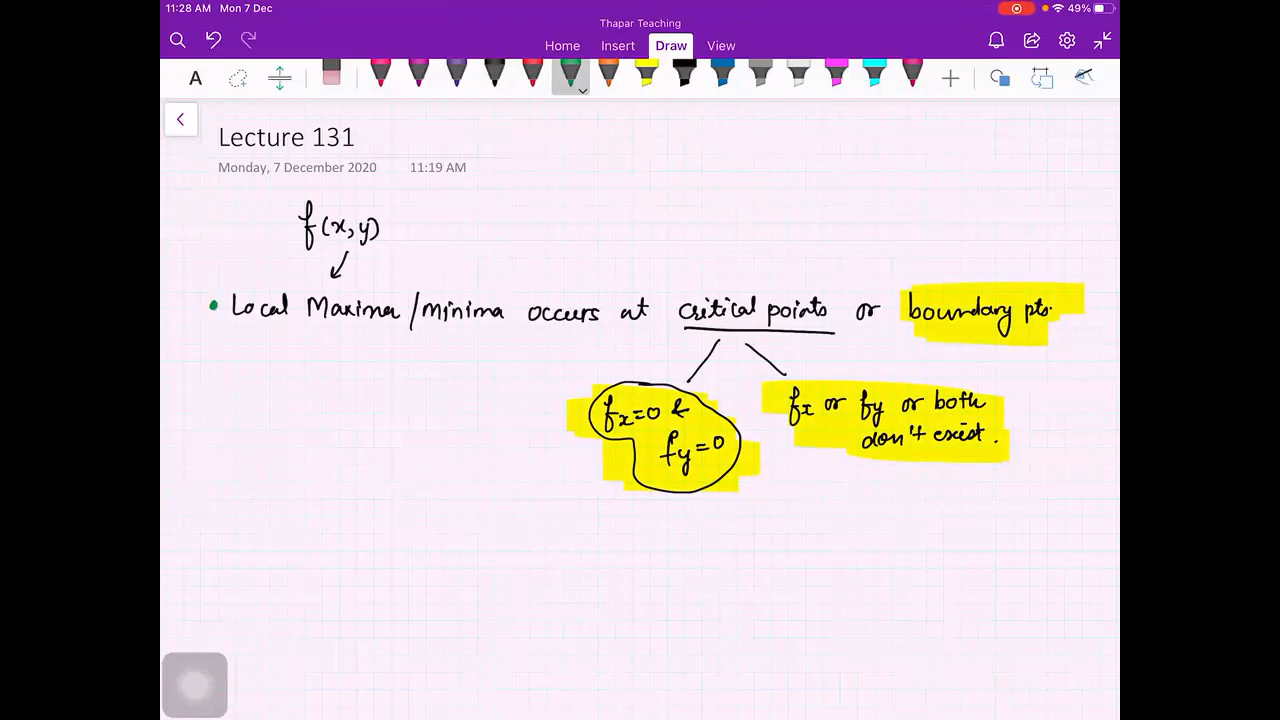 11:28 AM Mon 7 Dec
49%
Thapar Teaching
Home Insert Draw View
A
Lecture 131
Monday, 7 December 2020 11:19 AM
f(x,y)
• Local Maxima/minima occurs at critical points or boundary pts.
fx=0 &
fy=0
fx or fy or both
don't exist.